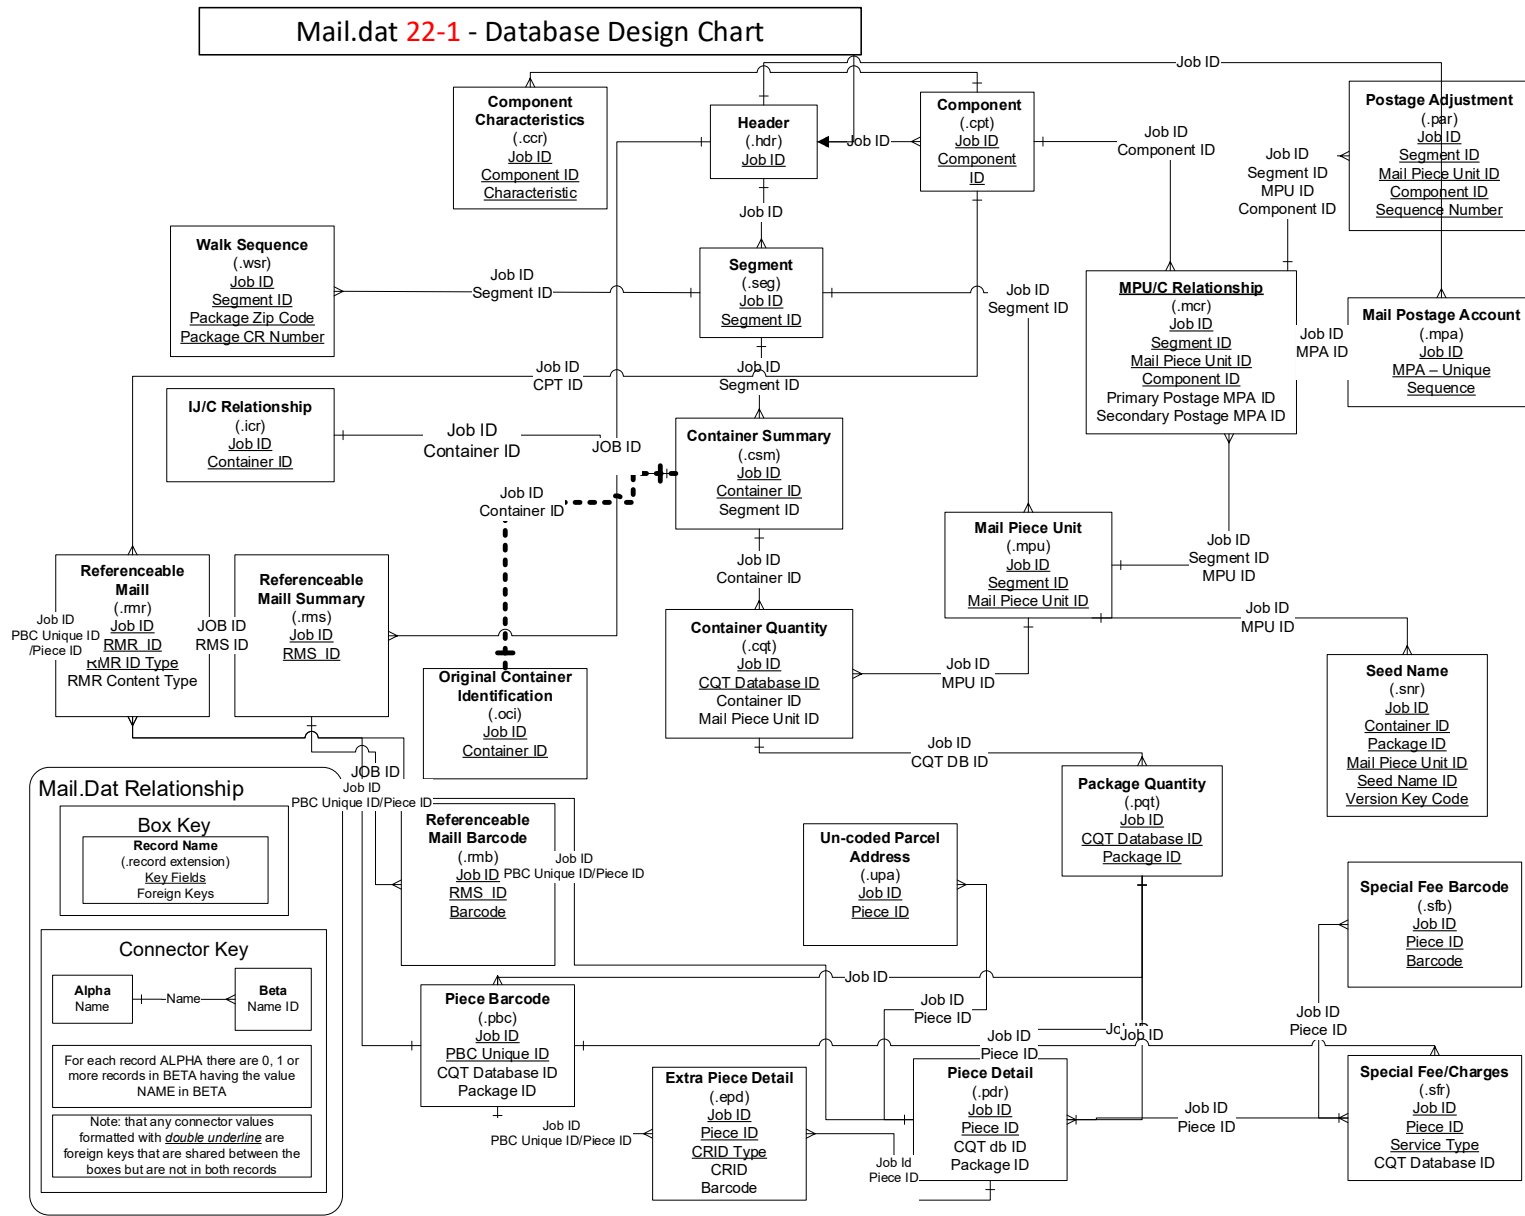 Mail.dat 22-1 - Database Design Chart
Job ID
Component
Characteristics
(.ccr)
Job ID
Component ID
Characteristic
Header
(.hdr)
Job ID
Job ID
Component
(.cpt)
Job ID
Component
ID
Job ID
Component ID
Postage Adjustment
(.par)
Job ID
Segment ID
Mail Piece Unit ID
Component ID
Sequence Number
Job ID
Segment ID
MPU ID
Component ID
Job ID
Walk Sequence
(.wsr)
Job ID
Segment ID
Package Zip Code
Package CR Number
Job ID
Segment ID
Segment
(.seg)
Job ID
Segment ID
Job ID
Segment ID
MPU/C Relationship
(.mcr)
Job ID
Segment ID
Mail Piece Unit ID
Component ID
Primary Postage MPA ID
Secondary Postage MPA ID
Job ID
MPA ID
Mail Postage Account
(.mpa)
Job ID
MPA – Unique
Sequence
Job ID
CPT ID
Job ID
Segment ID
IJ/C Relationship
(.icr)
Job ID
Container ID
Job ID
Container ID
JOB ID
Container Summary
(.csm)
Job ID
Container ID
Segment ID
Job ID
Container ID
Mail Piece Unit
(.mpu)
Job ID
Segment ID
Mail Piece Unit ID
Job ID
Segment ID
MPU ID
Job ID
Container ID
Referenceable
Maill
(.rmr)
Job ID
RMR_ID
RMR ID Type
RMR Content Type
Job ID
PBC Unique ID
/Piece ID
JOB ID
RMS ID
Referenceable
Maill Summary
(.rms)
Job ID
RMS_ID
Container Quantity
(.cqt)
Job ID
CQT Database ID
Container ID
Mail Piece Unit ID
Job ID
MPU ID
Job ID
MPU ID
Seed Name
(.snr)
Job ID
Container ID
Package ID
Mail Piece Unit ID
Seed Name ID
Version Key Code
Original Container
Identification
(.oci)
Job ID
Container ID
Job ID
CQT DB ID
Package Quantity
(.pqt)
Job ID
CQT Database ID
Package ID
JOB ID
Job ID
PBC Unique ID/Piece ID
Mail.Dat Relationship
Box Key
Record Name
(.record extension)
Key Fields
Foreign Keys
Connector Key
Alpha
Name
Name
Beta
Name ID
For each record ALPHA there are 0, 1 or
more records in BETA having the value
NAME in BETA
Note: that any connector values
formatted with double underline are
foreign keys that are shared between the
boxes but are not in both records
Referenceable
Maill Barcode
(.rmb)
Job ID
RMS_ID
Barcode
Job ID
PBC Unique ID/Piece ID
Un-coded Parcel
Address
(.upa)
Job ID
Piece ID
Special Fee Barcode
(.sfb)
Job ID
Piece ID
Barcode
Job ID
Piece Barcode
(.pbc)
Job ID
PBC Unique ID
CQT Database ID
Package ID
Job ID
Piece ID
Job ID
Piece ID
Job ID
Job ID
Job ID
Piece ID
Extra Piece Detail
(.epd)
Job ID
Piece ID
CRID Type
CRID
Barcode
Job ID
PBC Unique ID/Piece ID
Piece Detail
(.pdr)
Job ID
Piece ID
CQT db ID
Package ID
Job Id
Piece ID
Job ID
Piece ID
Special Fee/Charges
(.sfr)
Job ID
Piece ID
Service Type
CQT Database ID